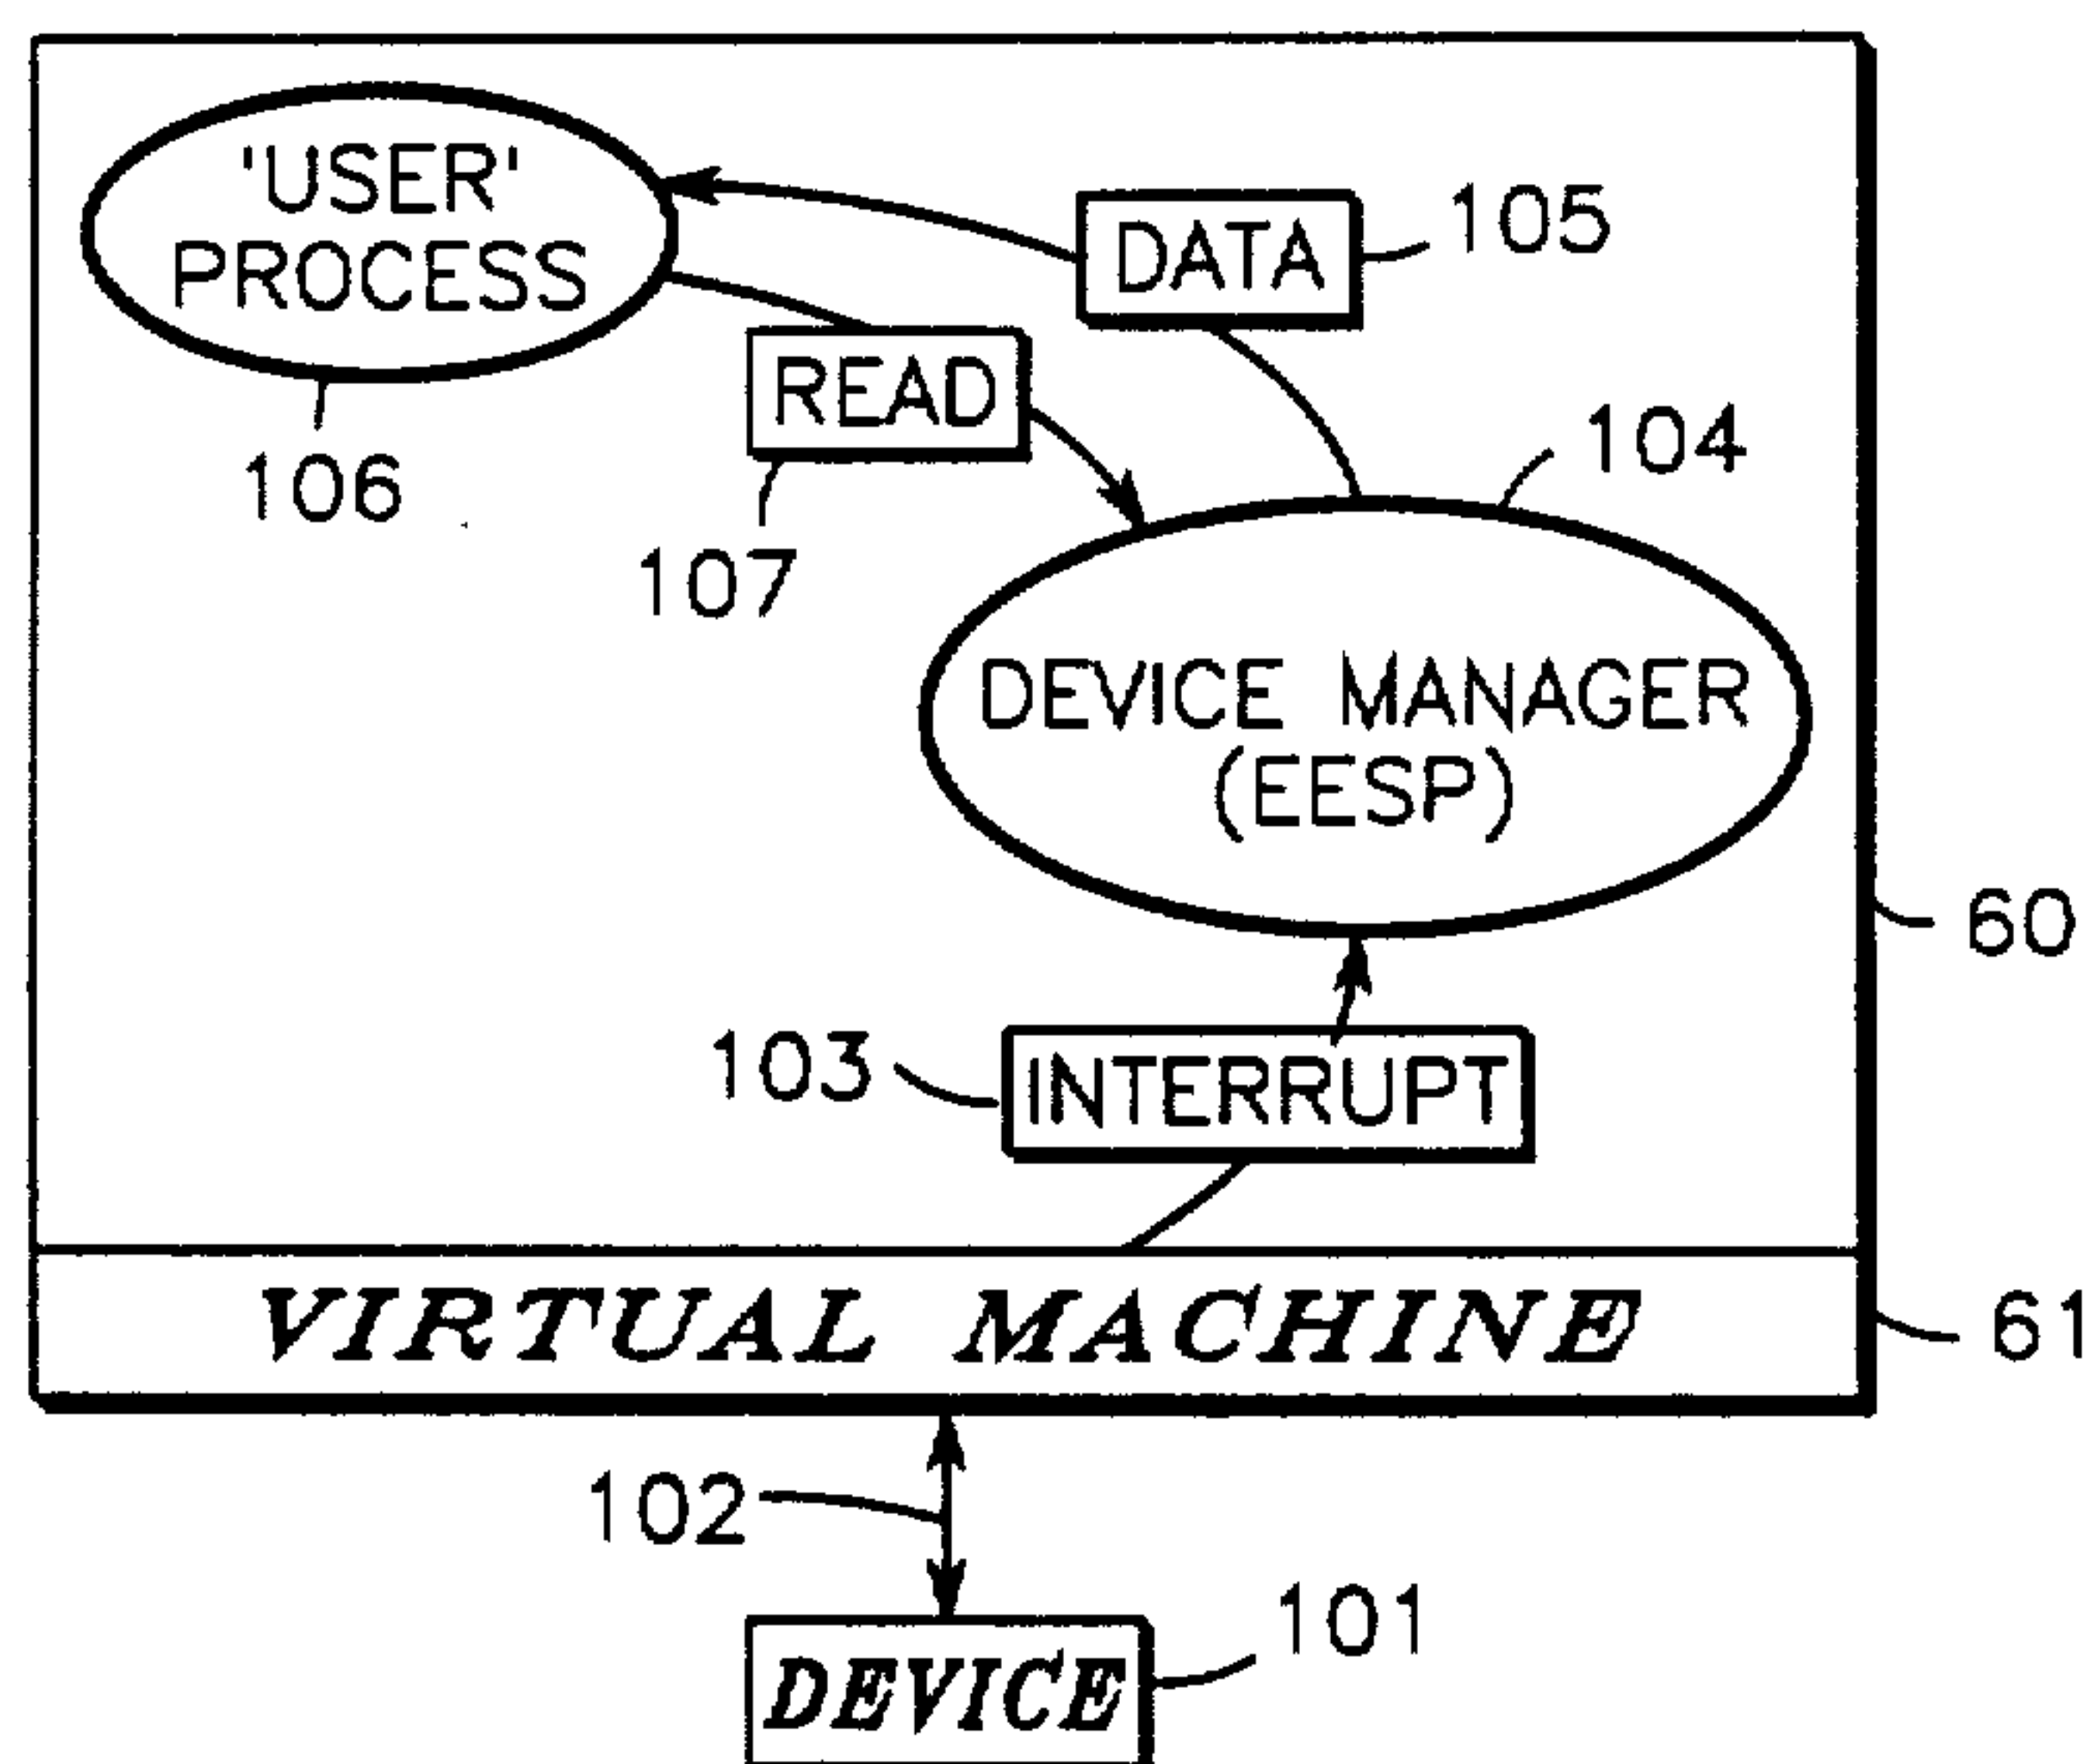 'USER'
PROCESS
DATA
105
READ
104
106
107
DEVICE MANAGER
(EESP)
60
103
INTERRUPT
VIRTUAL MACHINE
61
102
101
DEVICE